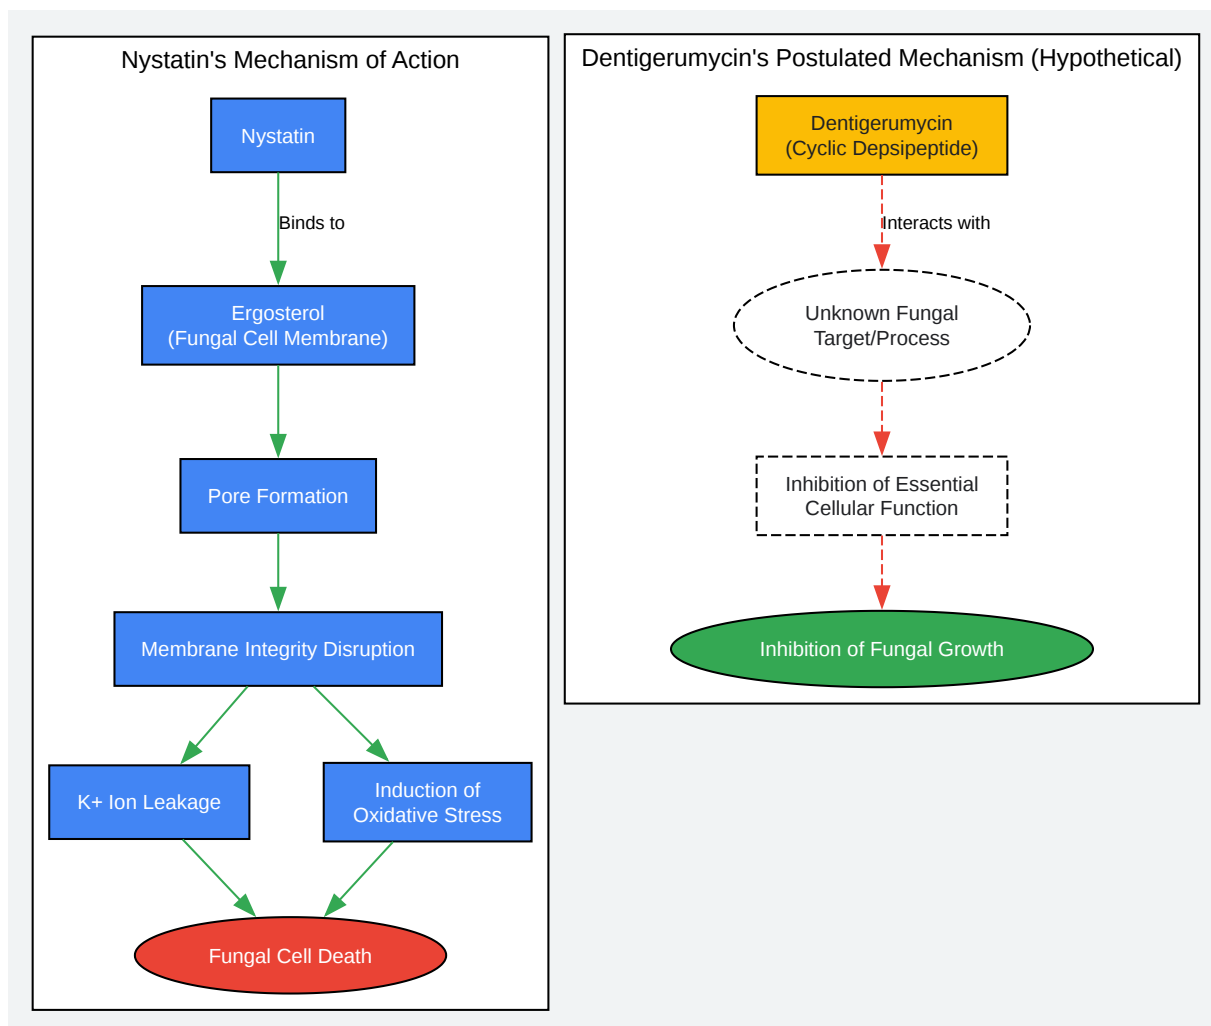 Nystatin's Mechanism of Action
Nystatin
Binds to
Ergosterol
(Fungal Cell Membrane)
Pore Formation
Membrane Integrity Disruption
K+ Ion Leakage
Induction of
Oxidative Stress
Fungal Cell Death
Dentigerumycin's Postulated Mechanism (Hypothetical)
Dentigerumycin
(Cyclic Depsipeptide)
Interacts with
Unknown Fungal
Target/Process
Inhibition of Essential
Cellular Function
Inhibition of Fungal Growth